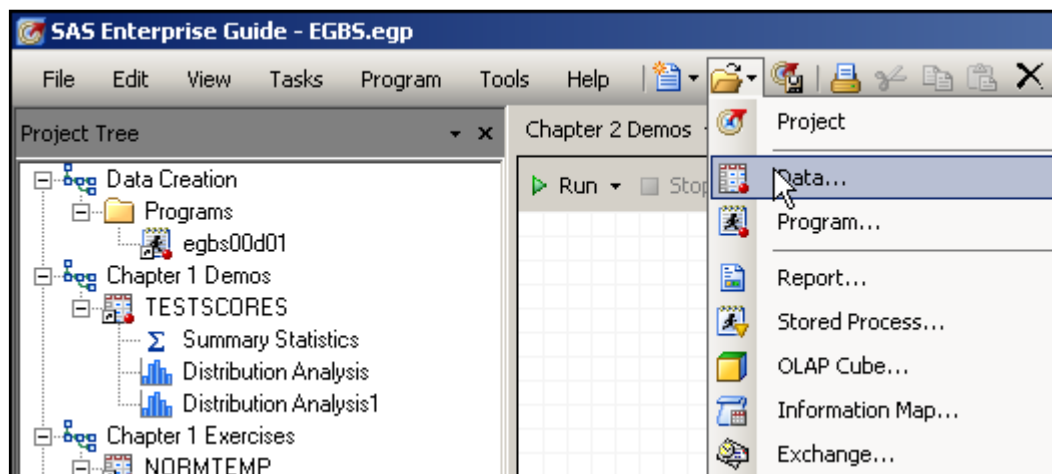 SAS Enterprise Guide - EGBS.egp
File Edit View Tasks Program Tools Help
Project Tree
Data Creation
Programs
egbs00d01
Chapter 1 Demos
TESTSCORES
Summary Statistics
Distribution Analysis
Distribution Analysis1
Chapter 1 Exercises
NORMTEMP
Chapter 2 Demos
Run Stop
Project
Data...
Program...
Report...
Stored Process...
OLAP Cube...
Information Map...
Exchange...